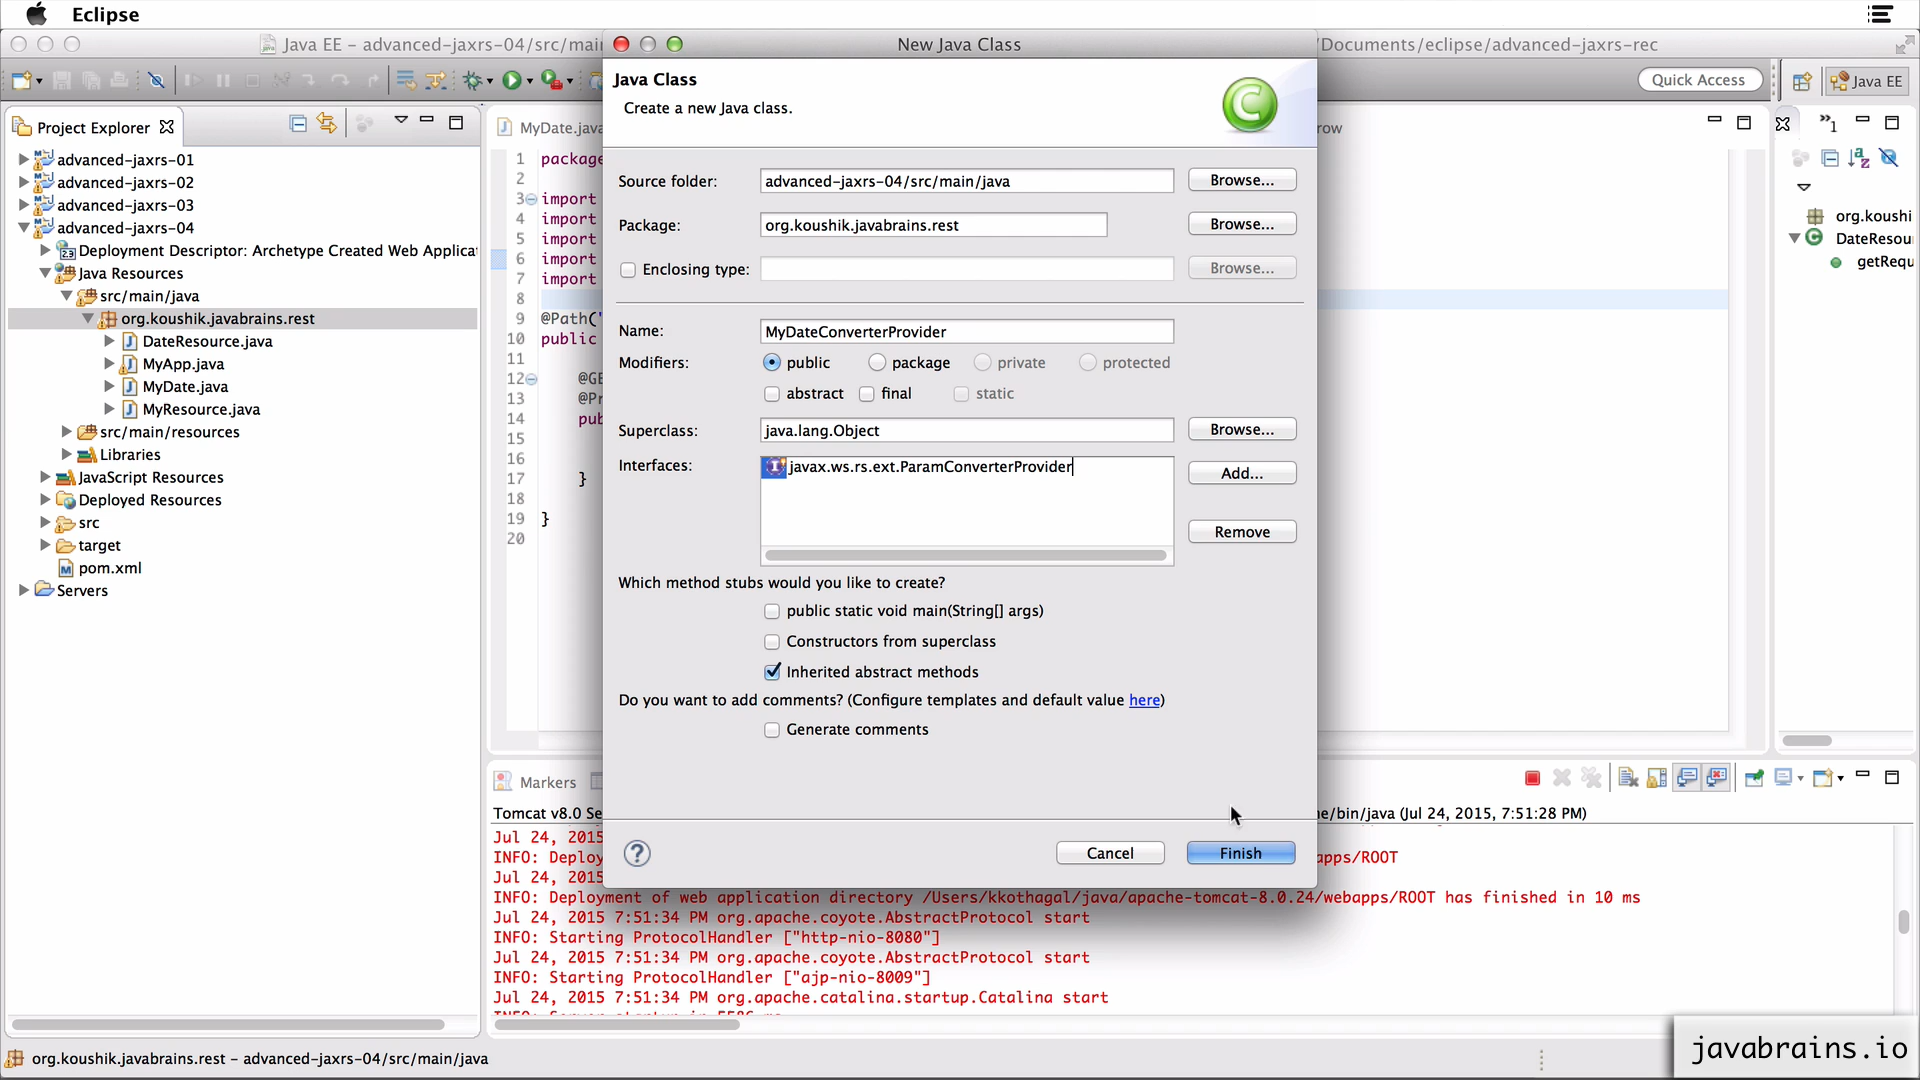 Eclipse
Java EE - advanced-jaxrs-04/src/mai
/Documents/eclipse/advanced-jaxrs-rec
New Java Class
Quick Access
Java EE
Java Class
Create a new Java class.
Project Explorer
advanced-jaxrs-01
advanced-jaxrs-02
advanced-jaxrs-03
advanced-jaxrs-04
Deployment Descriptor: Archetype Created Web Applica
Java Resources
src/main/java
org.koushik.javabrains.rest
DateResource.java
MyApp.java
MyDate.java
MyResource.java
src/main/resources
Libraries
JavaScript Resources
Deployed Resources
src
target
pom.xml
Servers
MyDate.java
row
1 package
2
3 import
4 import
5 import
6 import
7 import
8
9 @Path("
10 public
11
12 @GE
13 @Pr
14 pub
15
16
17 }
18
19 }
20
Source folder: advanced-jaxrs-04/src/main/java Browse...
Package: org.koushik.javabrains.rest Browse...
Enclosing type: Browse...
Name: MyDateConverterProvider
Modifiers: public package private protected
abstract final static
Superclass: java.lang.Object Browse...
Interfaces: javax.ws.rs.ext.ParamConverterProvider Add...
Remove
Which method stubs would you like to create?
public static void main(String[] args)
Constructors from superclass
Inherited abstract methods
Do you want to add comments? (Configure templates and default value here)
Generate comments
? Cancel Finish
»1
org.koushi
DateResou
getRequ
Markers
Tomcat v8.0 Se
e/bin/java (Jul 24, 2015, 7:51:28 PM)
Jul 24, 2015
INFO: Deploy
apps/ROOT
Jul 24, 2015
INFO: Deployment of web application directory /Users/kkothagal/java/apache-tomcat-8.0.24/webapps/ROOT has finished in 10 ms
Jul 24, 2015 7:51:34 PM org.apache.coyote.AbstractProtocol start
INFO: Starting ProtocolHandler ["http-nio-8080"]
Jul 24, 2015 7:51:34 PM org.apache.coyote.AbstractProtocol start
INFO: Starting ProtocolHandler ["ajp-nio-8009"]
Jul 24, 2015 7:51:34 PM org.apache.catalina.startup.Catalina start
org.koushik.javabrains.rest - advanced-jaxrs-04/src/main/java
javabrains.io